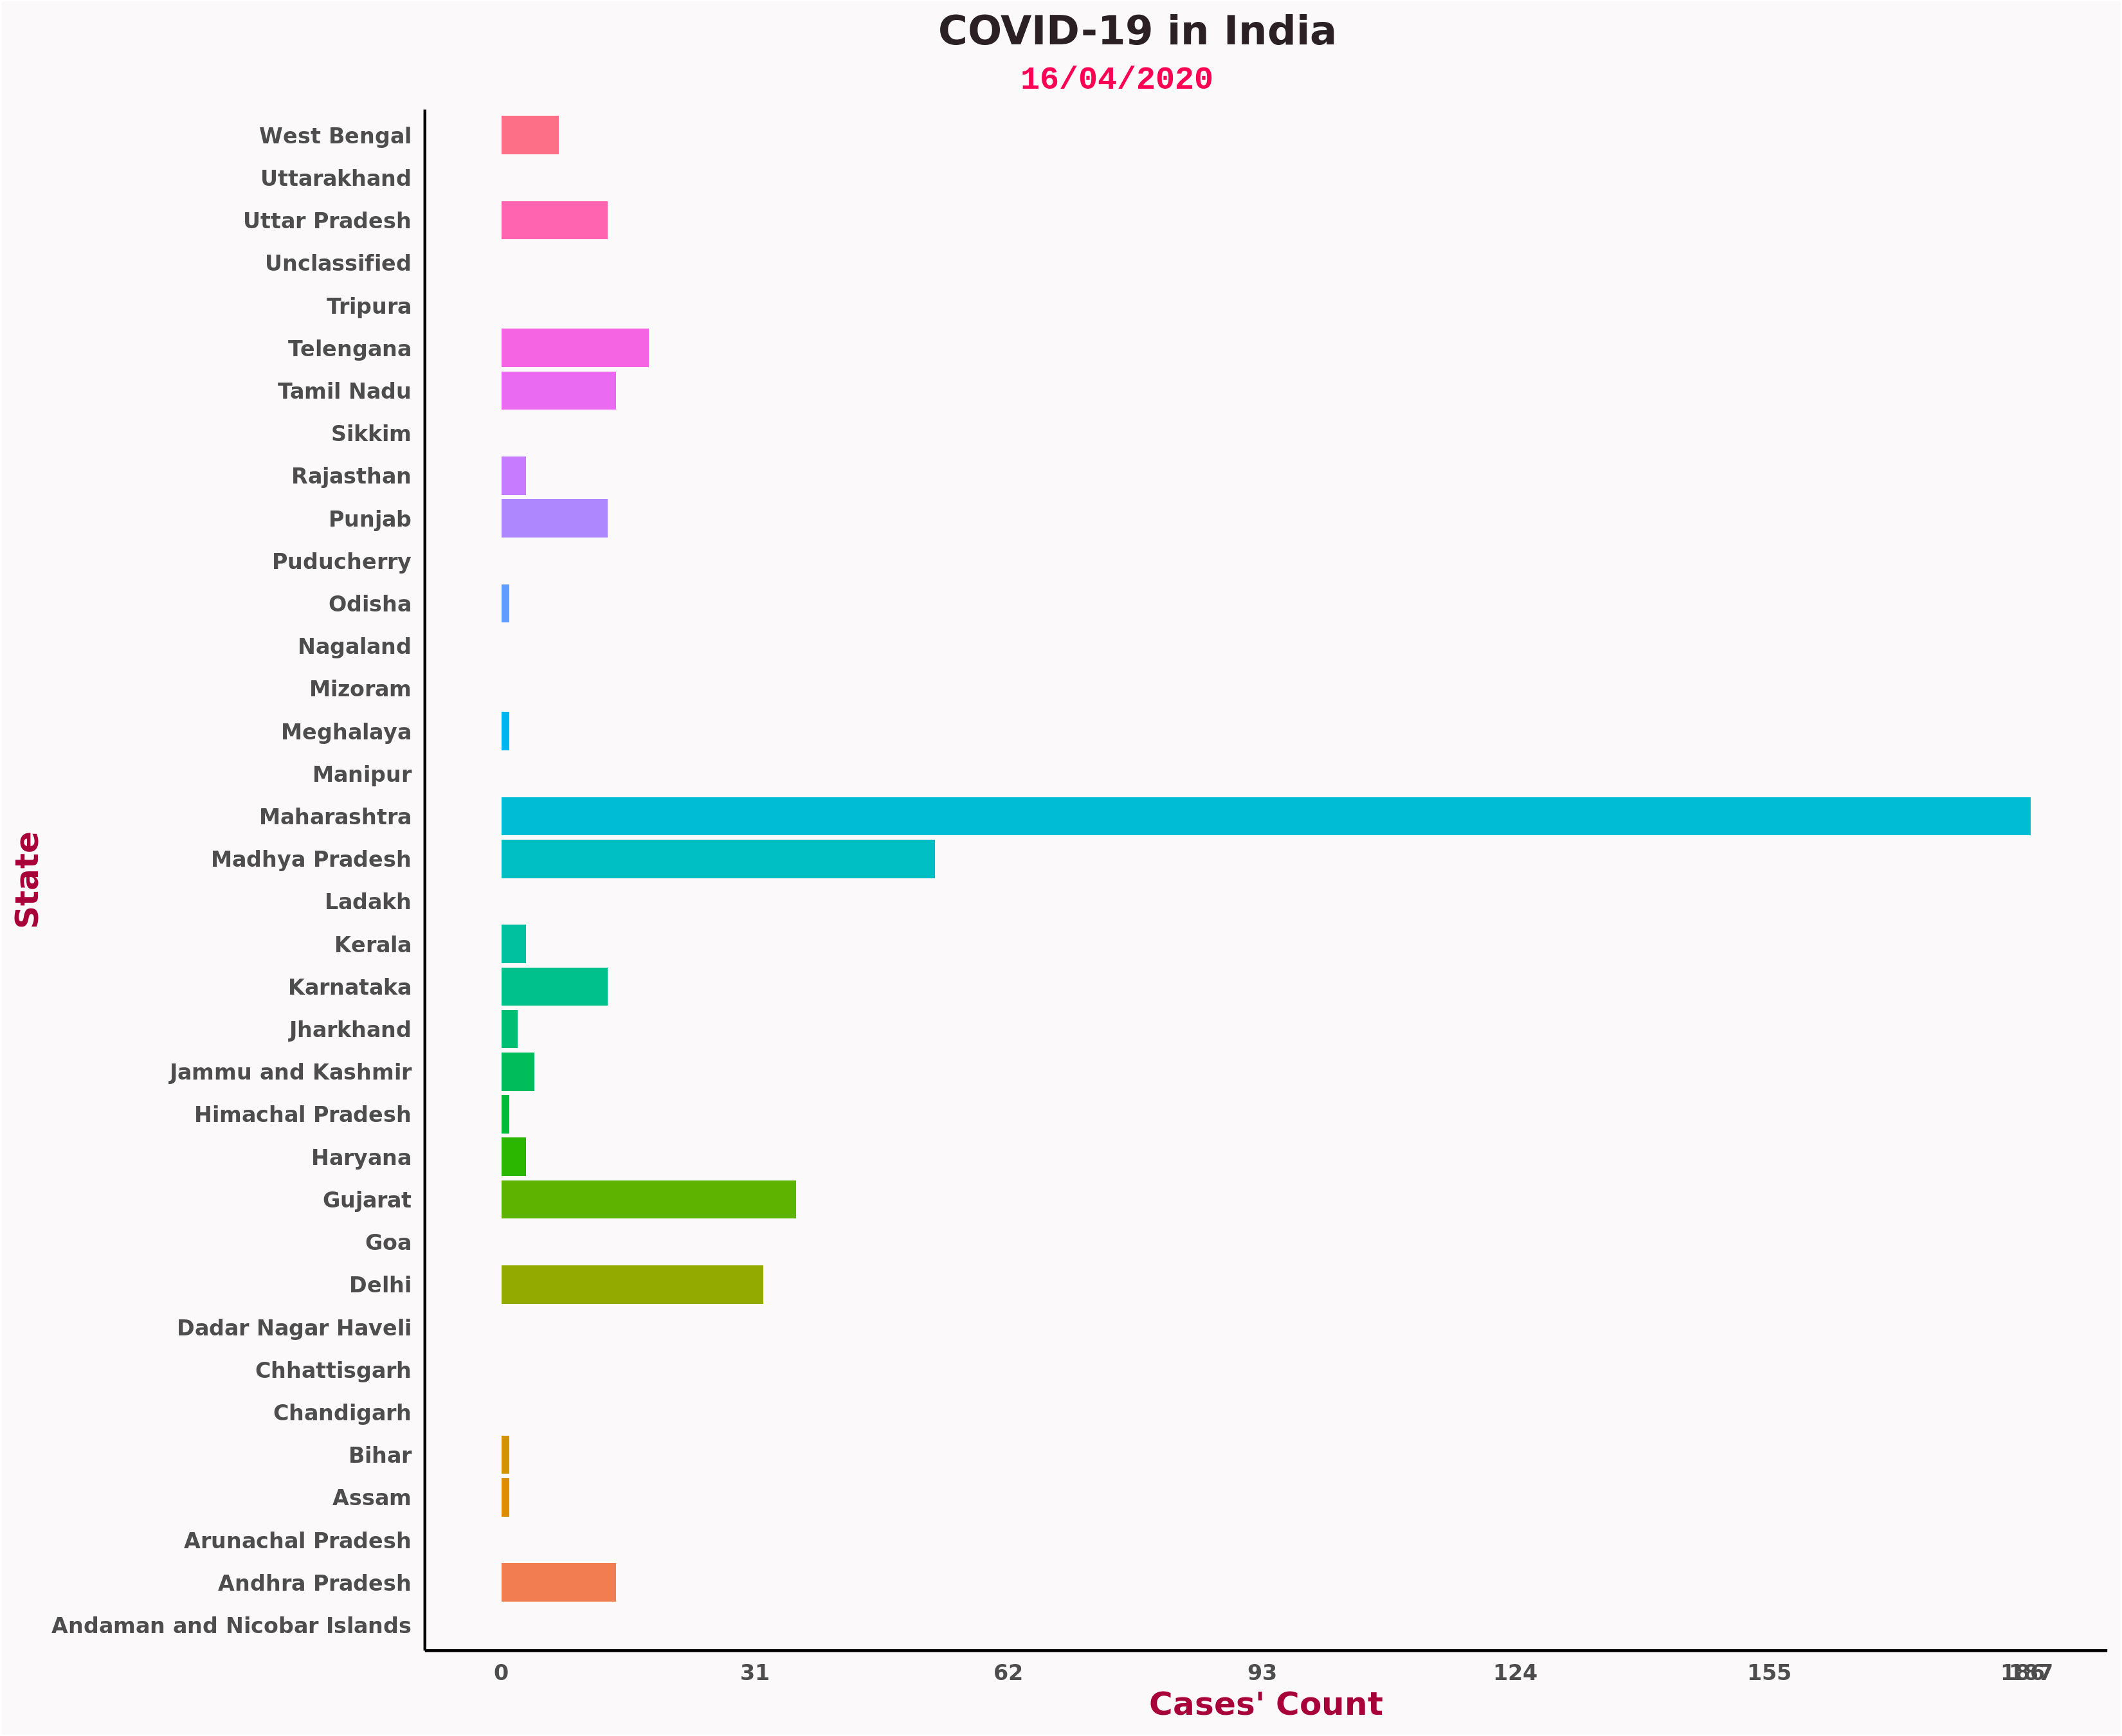 COVID-19 in India
16/04/2020
West Bengal
Uttarakhand
Uttar Pradesh
Unclassified
Tripura
Telengana
Tamil Nadu
Sikkim
Rajasthan
Punjab
Puducherry
Odisha
Nagaland
Mizoram
Meghalaya
Manipur
Maharashtra
Madhya Pradesh
Ladakh
Kerala
Karnataka
Jharkhand
Jammu and Kashmir
Himachal Pradesh
Haryana
Gujarat
Goa
Delhi
Dadar Nagar Haveli
Chhattisgarh
Chandigarh
Bihar
Assam
Arunachal Pradesh
Andhra Pradesh
Andaman and Nicobar Islands
State
0 31 62 93 124 155 186 187
Cases' Count